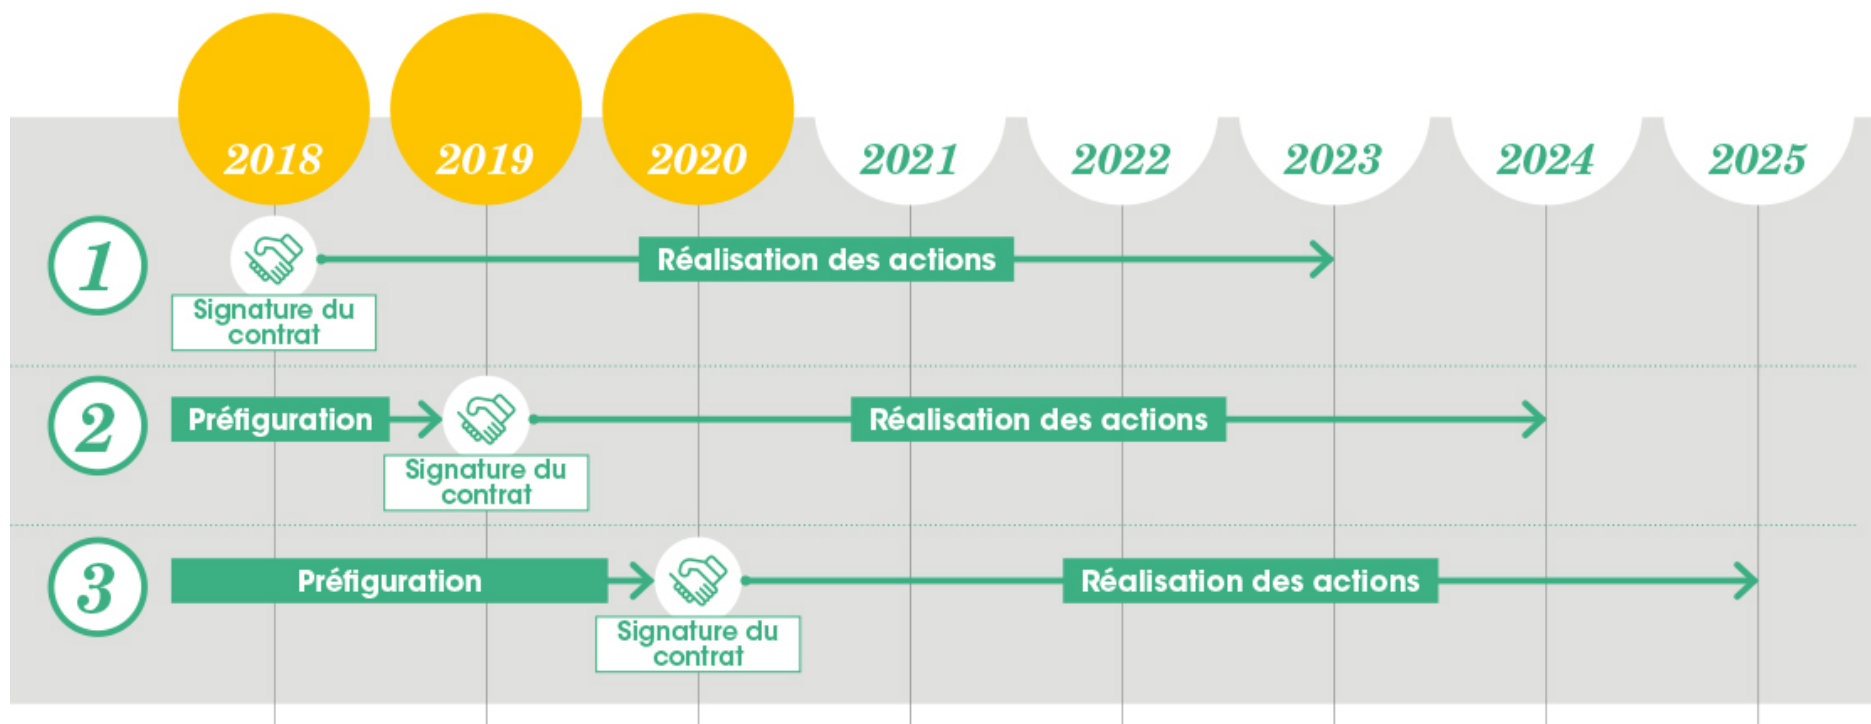 2018 2019 2020 2021 2022 2023 2024 2025
1
Réalisation des actions
Signature du
contrat
2
Préfiguration
Réalisation des actions
Signature du
contrat
3
Préfiguration
Réalisation des actions
Signature du
contrat